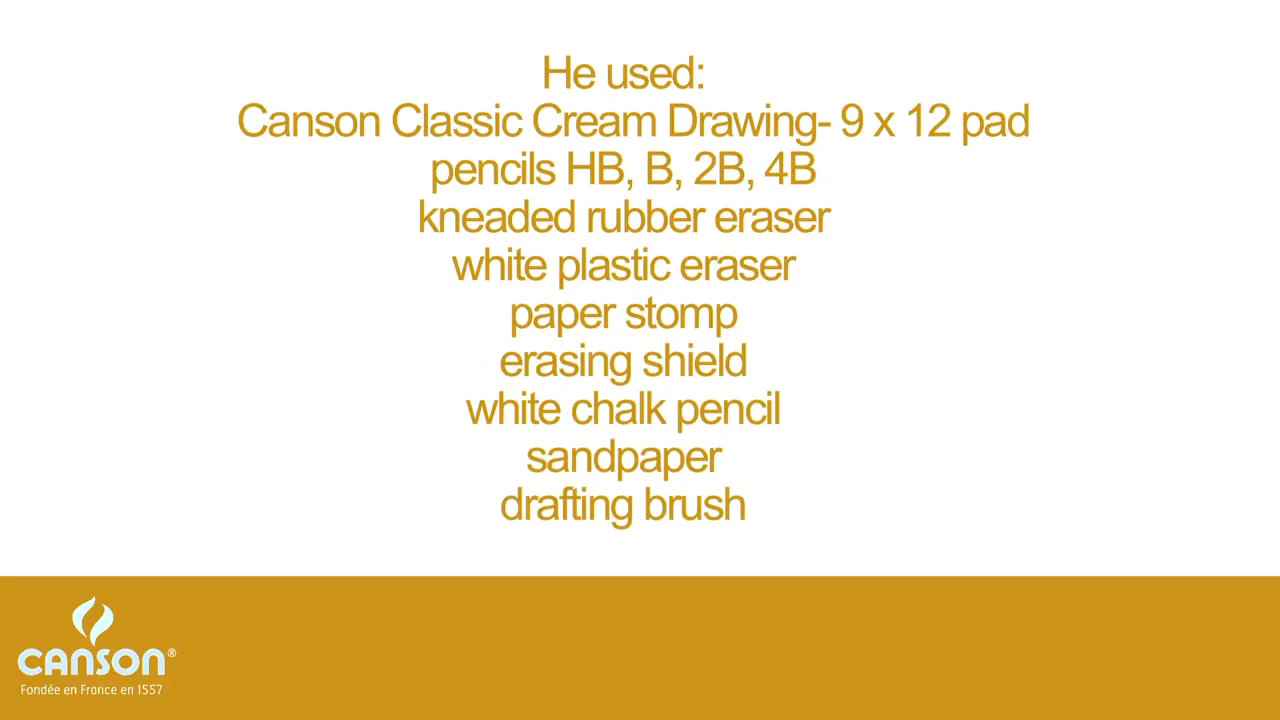 He used:
Canson Classic Cream Drawing- 9 x 12 pad
pencils HB, B, 2B, 4B
kneaded rubber eraser
white plastic eraser
paper stomp
erasing shield
white chalk pencil
sandpaper
drafting brush
CANSON®
Fondée en France en 1557